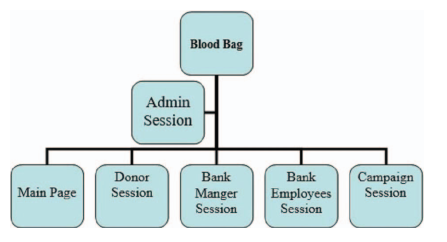 Blood Bag
Admin
Session
Main Page
Donor
Session
Bank
Manger
Session
Bank
Employees
Session
Campaign
Session